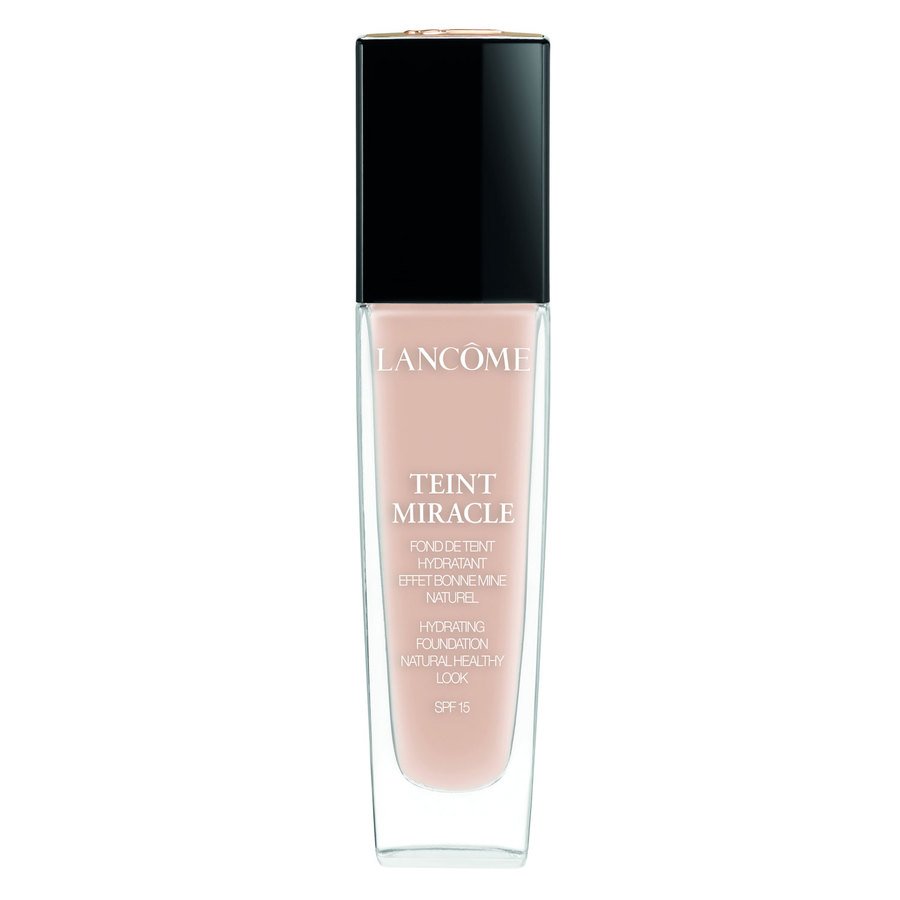 LANCÔME
TEINT
MIRACLE
FOND DE TEINT
HYDRATANT
EFFET BONNE MINE
NATUREL
HYDRATING
FOUNDATION
NATURAL HEALTHY
LOOK
SPF 15